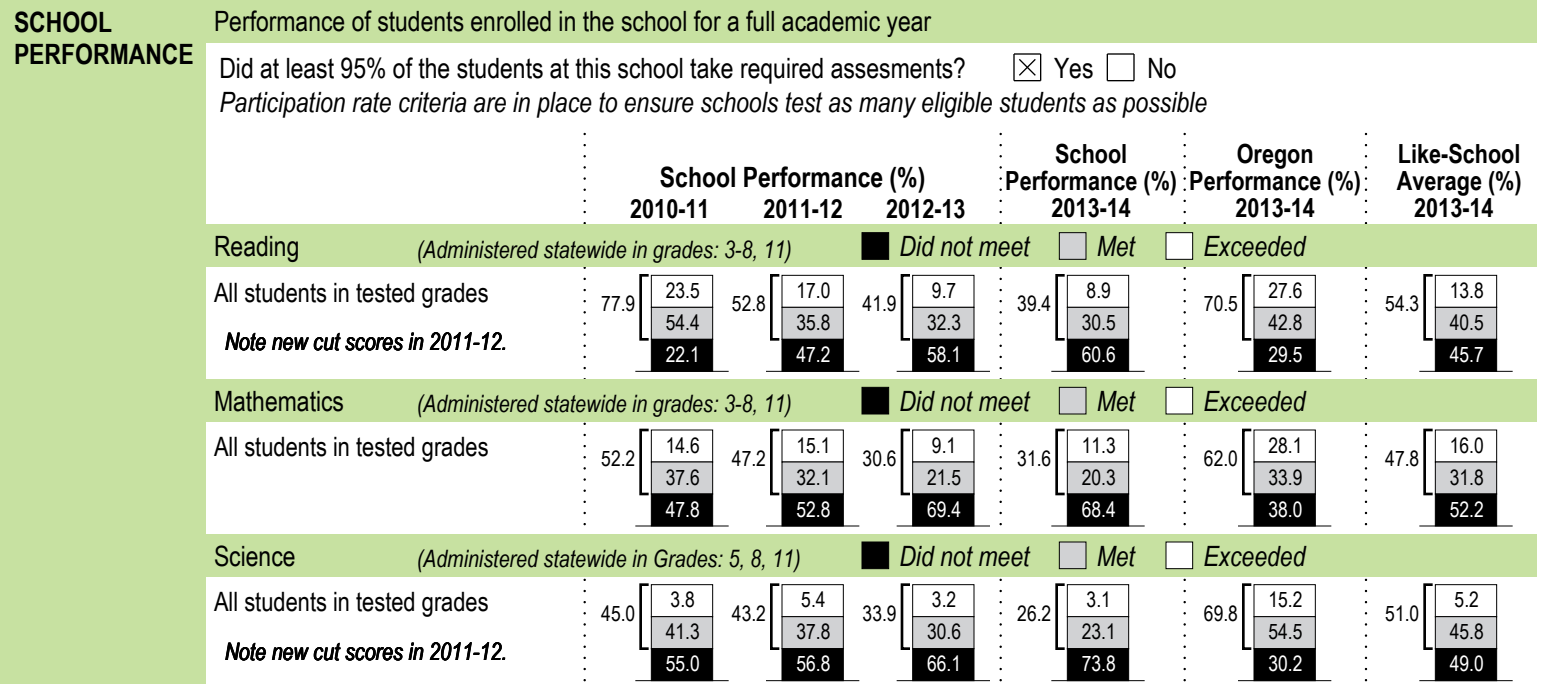 SCHOOL
PERFORMANCE
Performance of students enrolled in the school for a full academic year
Did at least 95% of the students at this school take required assesments? Yes No
Participation rate criteria are in place to ensure schools test as many eligible students as possible
School Performance (%)
2010-11 2011-12 2012-13
School
Performance (%)
2013-14
Oregon
Performance (%)
2013-14
Like-School
Average (%)
2013-14
Reading (Administered statewide in grades: 3-8, 11) Did not meet Met Exceeded
All students in tested grades
Note new cut scores in 2011-12.
77.9 23.5 52.8 17.0 41.9 9.7 39.4 8.9 70.5 27.6 54.3 13.8
54.4 35.8 32.3 30.5 42.8 40.5
22.1 47.2 58.1 60.6 29.5 45.7
Mathematics (Administered statewide in grades: 3-8, 11) Did not meet Met Exceeded
All students in tested grades
52.2 14.6 47.2 15.1 30.6 9.1 31.6 11.3 62.0 28.1 47.8 16.0
37.6 32.1 21.5 20.3 33.9 31.8
47.8 52.8 69.4 68.4 38.0 52.2
Science (Administered statewide in Grades: 5, 8, 11) Did not meet Met Exceeded
All students in tested grades
Note new cut scores in 2011-12.
45.0 3.8 43.2 5.4 33.9 3.2 26.2 3.1 69.8 15.2 51.0 5.2
41.3 37.8 30.6 23.1 54.5 45.8
55.0 56.8 66.1 73.8 30.2 49.0